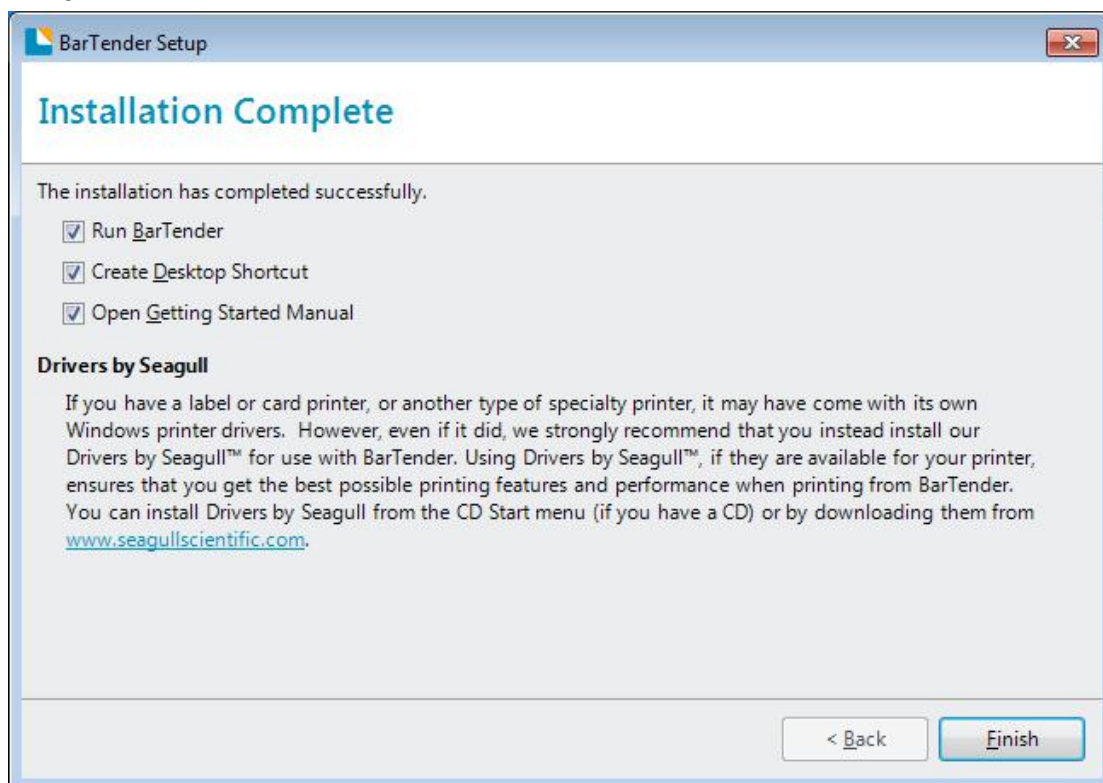 BarTender Setup
Installation Complete
The installation has completed successfully.
Run BarTender
Create Desktop Shortcut
Open Getting Started Manual
Drivers by Seagull
If you have a label or card printer, or another type of specialty printer, it may have come with its own
Windows printer drivers.  However, even if it did, we strongly recommend that you instead install our
Drivers by Seagull™ for use with BarTender. Using Drivers by Seagull™, if they are available for your printer,
ensures that you get the best possible printing features and performance when printing from BarTender.
You can install Drivers by Seagull from the CD Start menu (if you have a CD) or by downloading them from
www.seagullscientific.com.
< Back
Finish